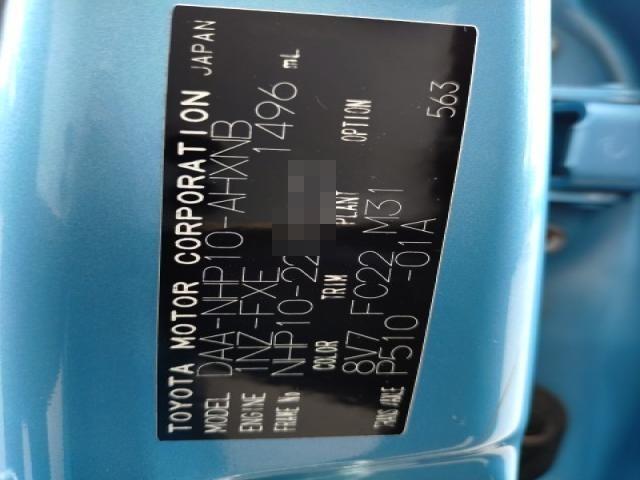 TOYOTA MOTOR CORPORATION JAPAN
MODEL DAA-NHP10-AHXNB
ENGINE 1NZ-FXE 1496 mL
FRAME No NHP10-22
COLOR TRIM PLANT OPTION
8V7 FC22 M31
TRANS AXLE P510 -01A 563